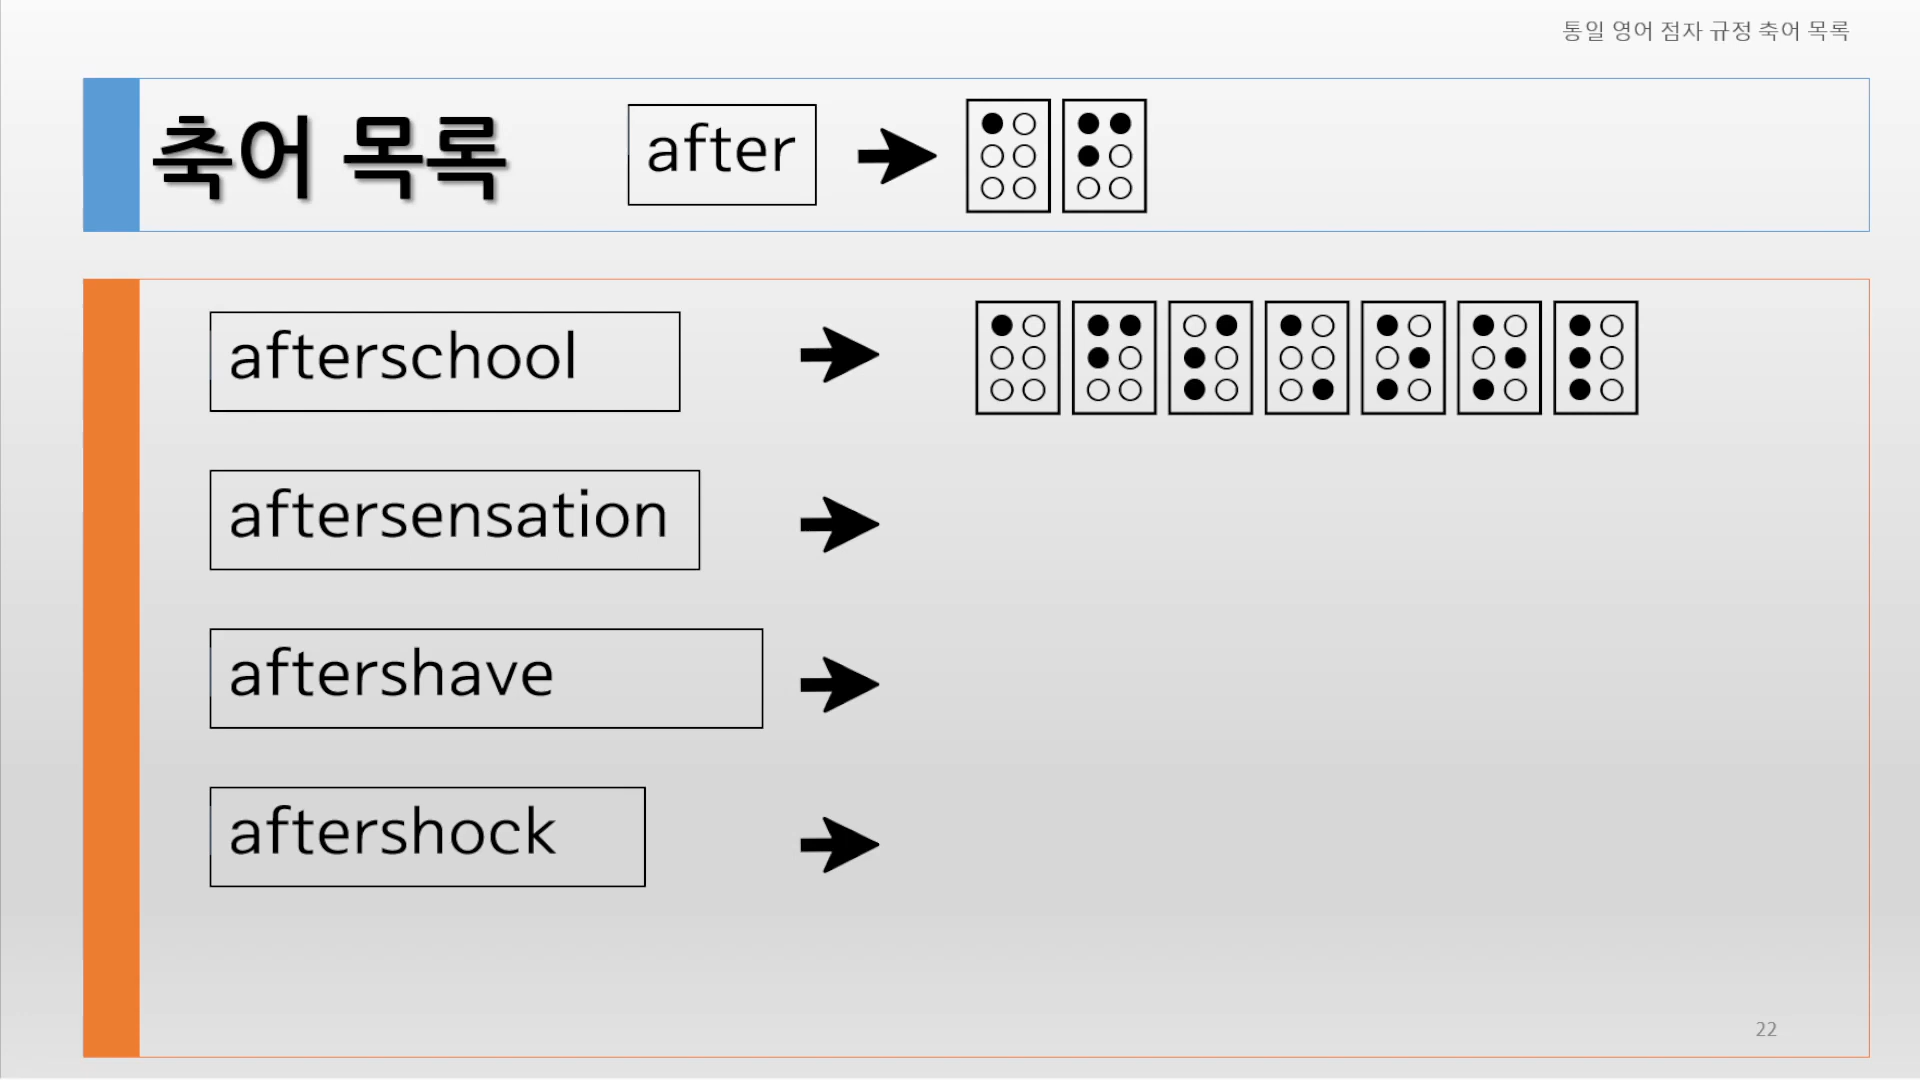 통일 영어 점자 규정 축어 목록
축어 목록 after ⠁⠋
afterschool ⠁⠋⠎⠡⠕⠕⠇
aftersensation
aftershave
aftershock
22